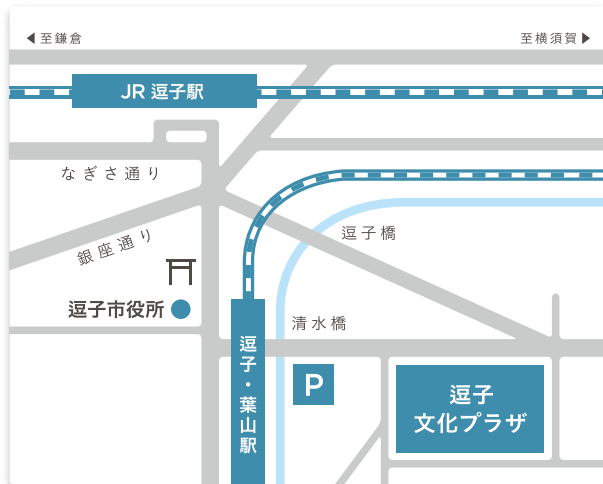 至鎌倉
至横須賀
JR 逗子駅
なぎさ通り
銀座通り
逗子橋
逗子市役所
清水橋
逗子・葉山駅
P
逗子
文化プラザ